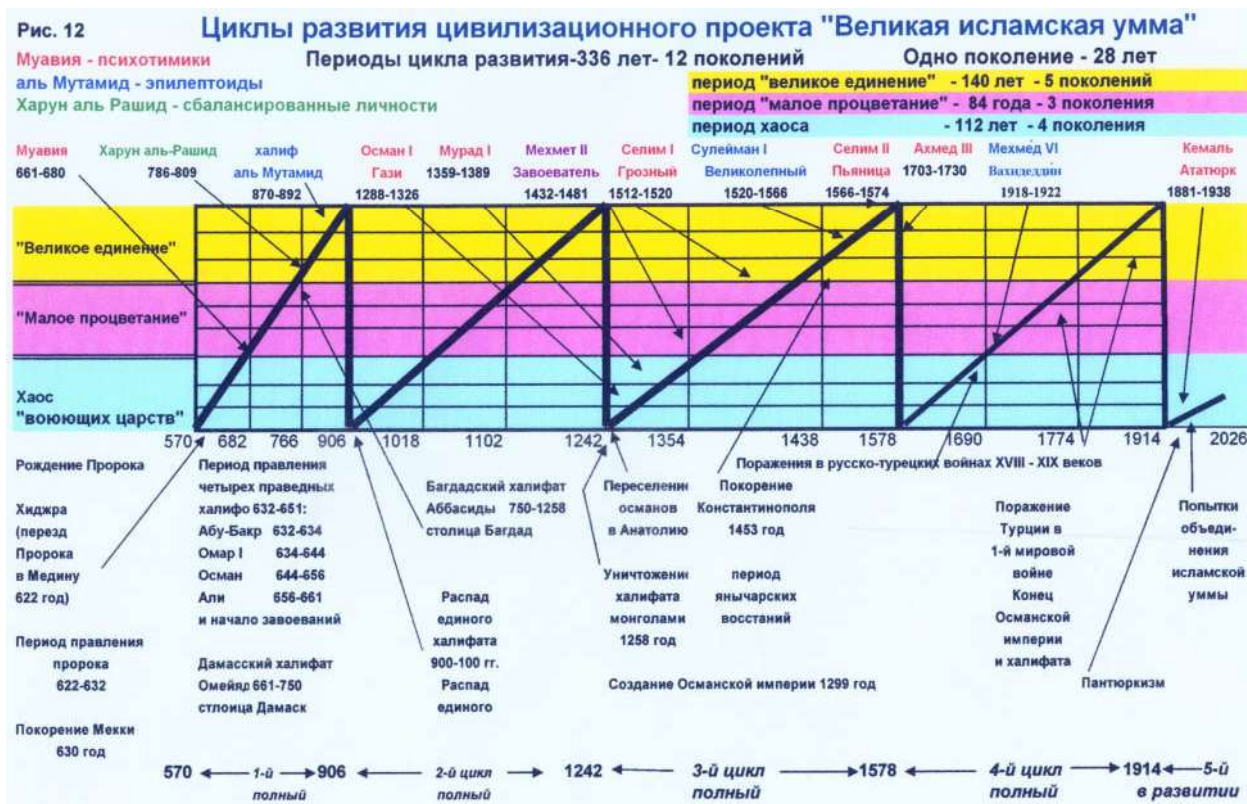 Рис. 12
Циклы развития цивилизационного проекта "Великая исламская умма"
Муавия - психотимики
Периоды цикла развития-336 лет- 12 поколений
Одно поколение - 28 лет
аль Мутамид - эпилептоиды
период "великое единение" - 140 лет - 5 поколений
Харун аль Рашид - сбалансированные личности
период "малое процветание" - 84 года - 3 поколения
период хаоса - 112 лет - 4 поколения
Муавия
661-680
Харун аль-Рашид
786-809
халиф
аль Мутамид
870-892
Осман I
Гази
1288-1326
Мурад I
1359-1389
Мехмет II
Завоеватель
1432-1481
Селим I
Грозный
1512-1520
Сулейман I
Великолепный
1520-1566
Селим II
Пьяница
1566-1574
Ахмед III
1703-1730
Мехмед VI
Вахидеддин
1918-1922
Кемаль
Ататюрк
1881-1938
"Великое единение"
"Малое процветание"
Хаос
"воюющих царств"
570 682 766 906 1018 1102 1242 1354 1438 1578 1690 1774 1914 2026
Рождение Пророка
Хиджра
(перезд
Пророка
в Медину
622 год)
Период правления
пророка
622-632
Покорение Мекки
630 год
Период правления
четырех праведных
халифо 632-651:
Абу-Бакр 632-634
Омар I 634-644
Осман 644-656
Али 656-661
и начало завоеваний
Дамасский халифат
Омейяд 661-750
стлоица Дамаск
Багдадский халифат
Аббасиды 750-1258
столица Багдад
Распад
единого
халифата
900-100 гг.
Распад
единого
Переселение
османов
в Анатолию
Уничтожени
халифата
монголами
1258 год
Покорение
Константинополя
1453 год
период
янычарских
восстаний
Создание Османской империи 1299 год
Поражения в русско-турецких войнах XVIII - XIX веков
Поражение
Турции в
1-й мировой
войне
Конец
Османской
империи
и халифата
Пантюркизм
Попытки
объеди-
нения
исламской
уммы
570 1-й 906 2-й цикл 1242 3-й цикл 1578 4-й цикл 1914 5-й
полный полный полный полный в развитии